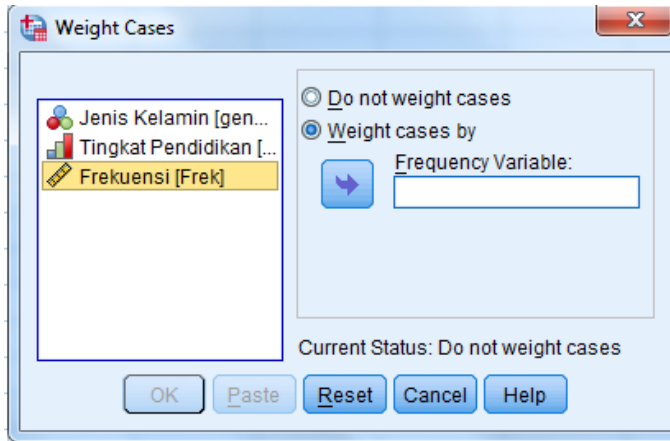 Weight Cases
Jenis Kelamin [gen...
Tingkat Pendidikan [...
Frekuensi [Frek]
Do not weight cases
Weight cases by
Frequency Variable:
Current Status: Do not weight cases
OK Paste Reset Cancel Help